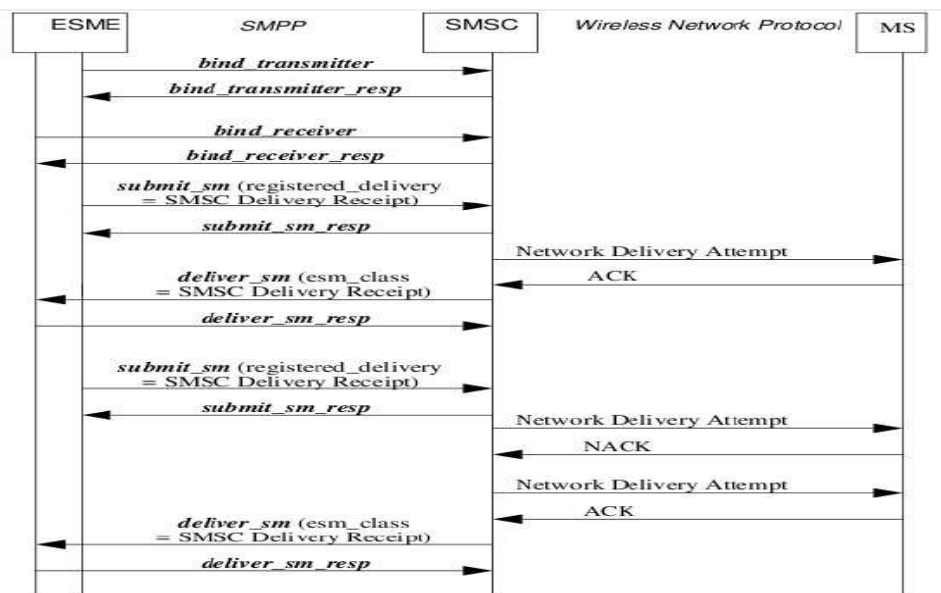 ESME SMPP SMSC Wireless Network Protocol MS
bind_transmitter
bind_transmitter_resp
bind_receiver
bind_receiver_resp
submit_sm (registered_delivery
= SMSC Delivery Receipt)
submit_sm_resp
Network Delivery Attempt
ACK
deliver_sm (esm_class
= SMSC Delivery Receipt)
deliver_sm_resp
submit_sm (registered_delivery
= SMSC Delivery Receipt)
submit_sm_resp
Network Delivery Attempt
NACK
Network Delivery Attempt
ACK
deliver_sm (esm_class
= SMSC Delivery Receipt)
deliver_sm_resp